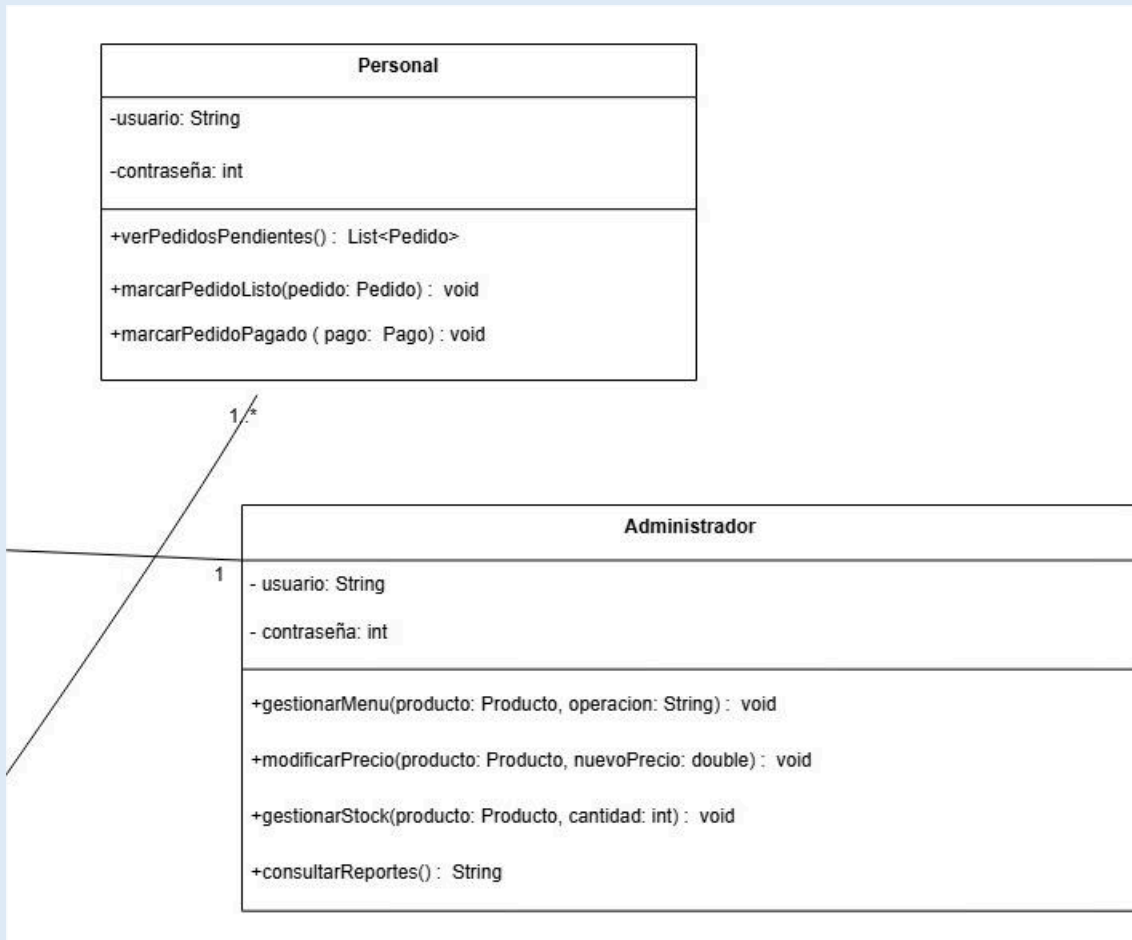 Personal
-usuario: String
-contraseña: int
+verPedidosPendientes() : List<Pedido>
+marcarPedidoListo(pedido: Pedido) : void
+marcarPedidoPagado ( pago: Pago) : void
1..*
Administrador
1
- usuario: String
- contraseña: int
+gestionarMenu(producto: Producto, operacion: String) : void
+modificarPrecio(producto: Producto, nuevoPrecio: double) : void
+gestionarStock(producto: Producto, cantidad: int) : void
+consultarReportes() : String